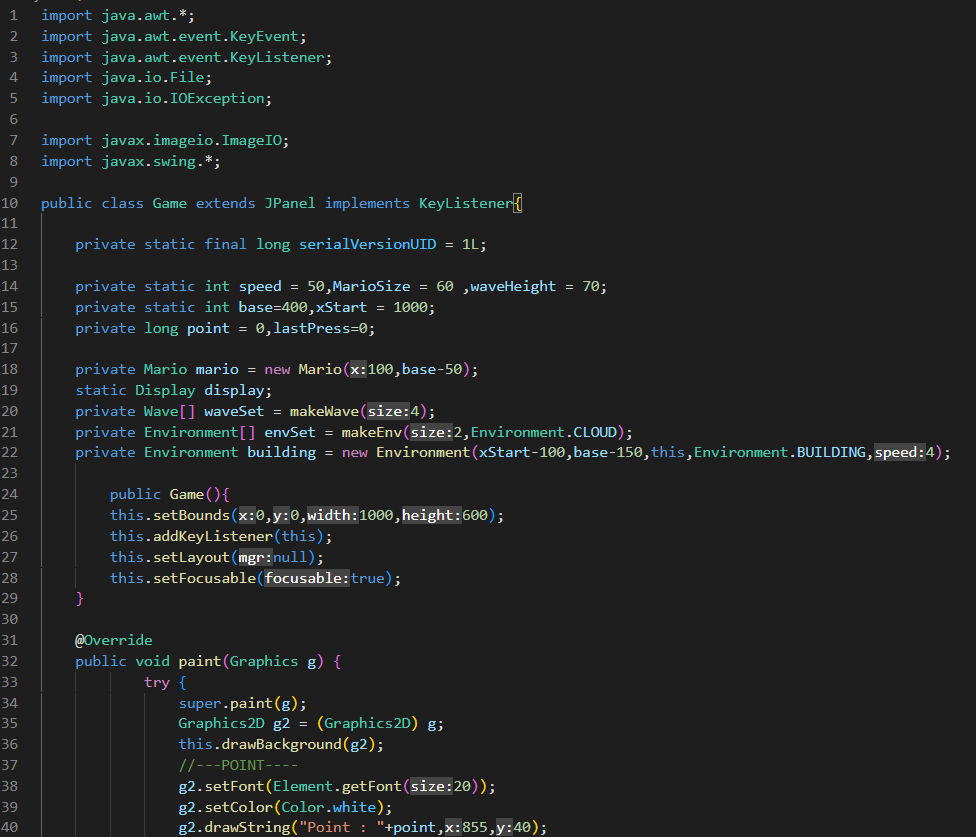 1 import java.awt.*;
2 import java.awt.event.KeyEvent;
3 import java.awt.event.KeyListener;
4 import java.io.File;
5 import java.io.IOException;
6
7 import javax.imageio.ImageIO;
8 import javax.swing.*;
9
10 public class Game extends JPanel implements KeyListener{
11
12 private static final long serialVersionUID = 1L;
13
14 private static int speed = 50,MarioSize = 60 ,waveHeight = 70;
15 private static int base=400,xStart = 1000;
16 private long point = 0,lastPress=0;
17
18 private Mario mario = new Mario(x:100,base-50);
19 static Display display;
20 private Wave[] waveSet = makeWave(size:4);
21 private Environment[] envSet = makeEnv(size:2,Environment.CLOUD);
22 private Environment building = new Environment(xStart-100,base-150,this,Environment.BUILDING,speed:4);
23
24 public Game(){
25 this.setBounds(x:0,y:0,width:1000,height:600);
26 this.addKeyListener(this);
27 this.setLayout(mgr:null);
28 this.setFocusable(focusable:true);
29 }
30
31 @Override
32 public void paint(Graphics g) {
33 try {
34 super.paint(g);
35 Graphics2D g2 = (Graphics2D) g;
36 this.drawBackground(g2);
37 //---POINT----
38 g2.setFont(Element.getFont(size:20));
39 g2.setColor(Color.white);
40 g2.drawString("Point : "+point,x:855,y:40);